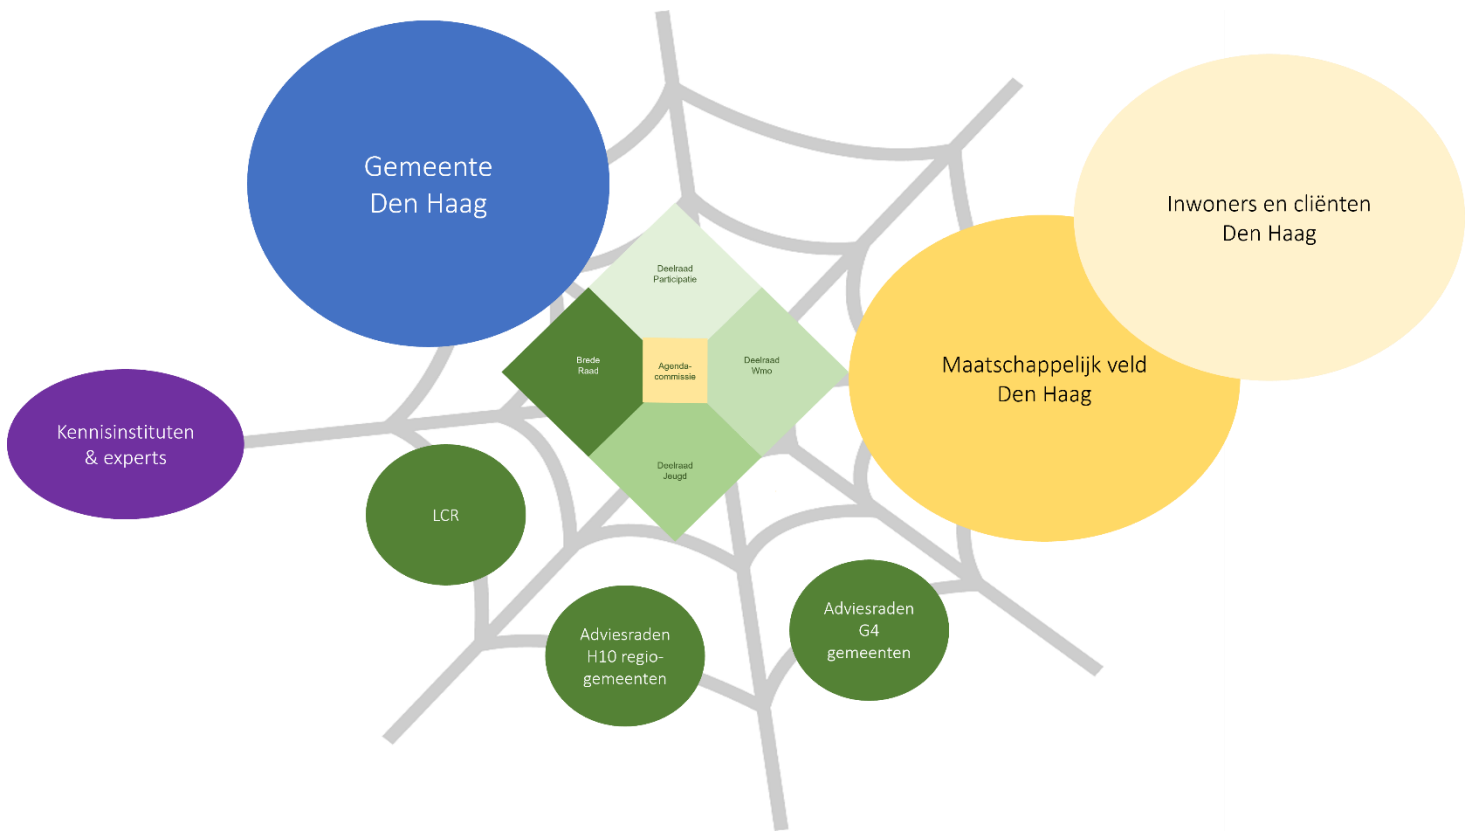 Gemeente
Den Haag
Inwoners en cliënten
Den Haag
Deelraad
Participatie
Brede
Raad
Agenda-
commissie
Deelraad
Wmo
Maatschappelijk veld
Den Haag
Kennisinstituten
& experts
Deelraad
Jeugd
LCR
Adviesraden
H10 regio-
gemeenten
Adviesraden
G4
gemeenten